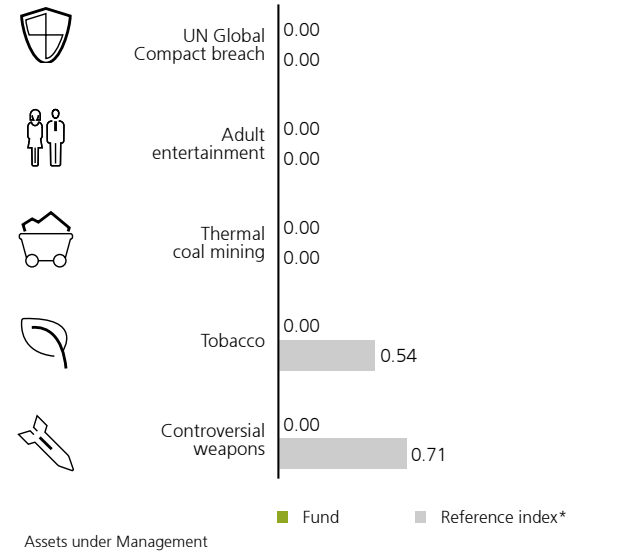 UN Global
Compact breach
0.00
0.00
Adult
entertainment
0.00
0.00
Thermal
coal mining
0.00
0.00
Tobacco
0.00
0.54
Controversial
weapons
0.00
0.71
Fund
Reference index*
Assets under Management